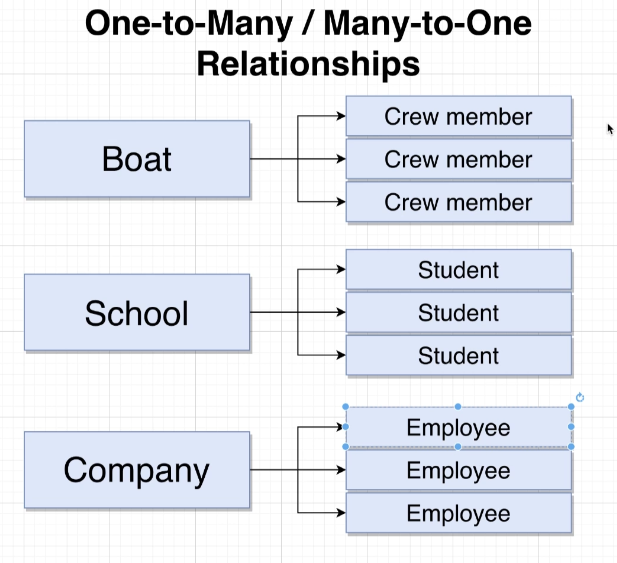 One-to-Many / Many-to-One
Relationships
Boat
Crew member
Crew member
Crew member
School
Student
Student
Student
Company
Employee
Employee
Employee